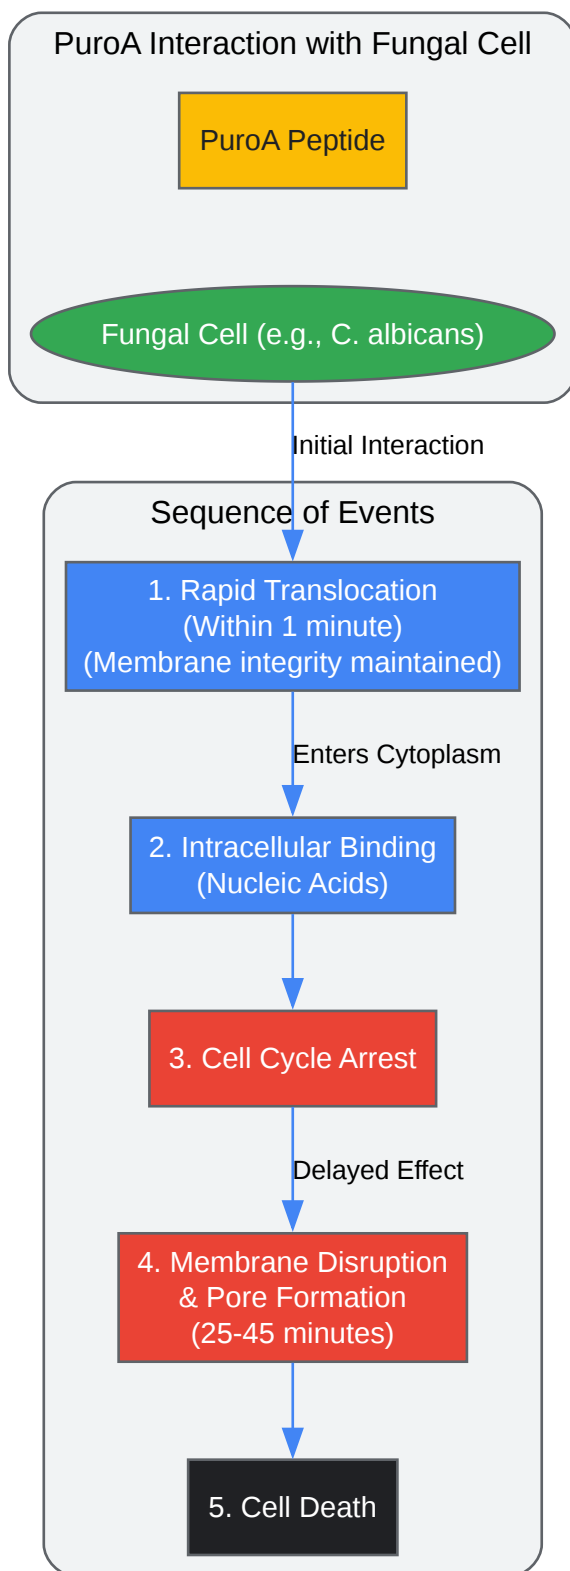 PuroA Interaction with Fungal Cell
PuroA Peptide
Fungal Cell (e.g., C. albicans)
Initial Interaction
Sequence of Events
1. Rapid Translocation
(Within 1 minute)
(Membrane integrity maintained)
Enters Cytoplasm
2. Intracellular Binding
(Nucleic Acids)
3. Cell Cycle Arrest
Delayed Effect
4. Membrane Disruption
& Pore Formation
(25-45 minutes)
5. Cell Death